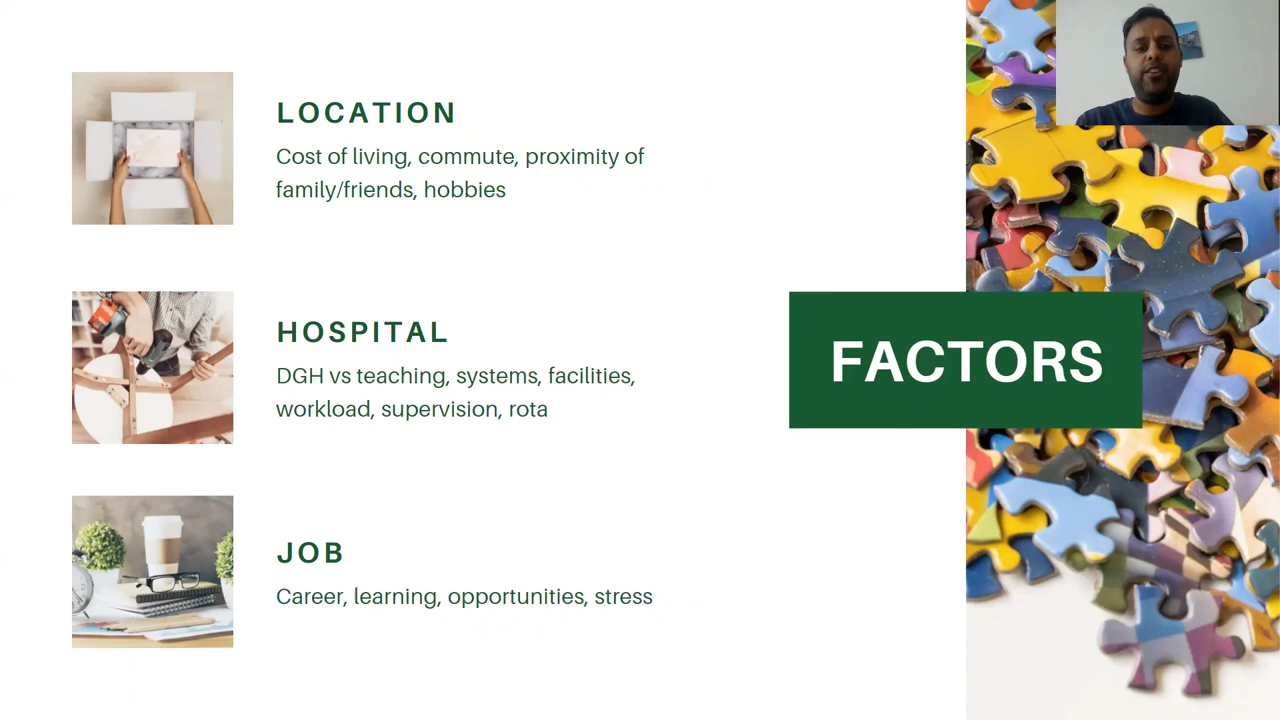 LOCATION
Cost of living, commute, proximity of
family/friends, hobbies
HOSPITAL
DGH vs teaching, systems, facilities,
workload, supervision, rota
JOB
Career, learning, opportunities, stress
FACTORS